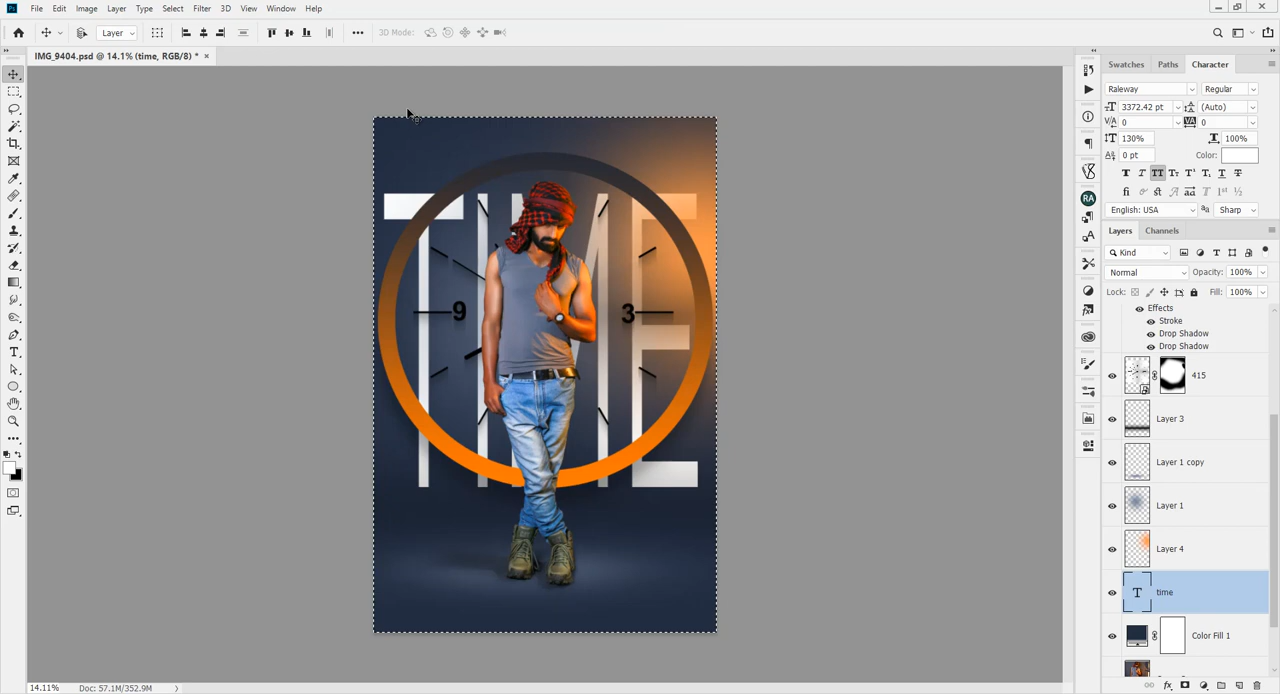 File Edit Image Layer Type Select Filter 3D View Window Help
Layer 3D Mode:
IMG_9404.psd @ 14.1% (time, RGB/8) * ×
TIME
9 3
Swatches Paths Character
Raleway Regular
3372.42 pt (Auto)
0 0
130% 100%
0 pt Color:
English: USA Sharp
Layers Channels
Kind
Normal Opacity: 100%
Lock: Fill: 100%
Effects
Stroke
Drop Shadow
Drop Shadow
415
Layer 3
Layer 1 copy
Layer 1
Layer 4
time
Color Fill 1
14.11% Doc: 57.1M/352.9M